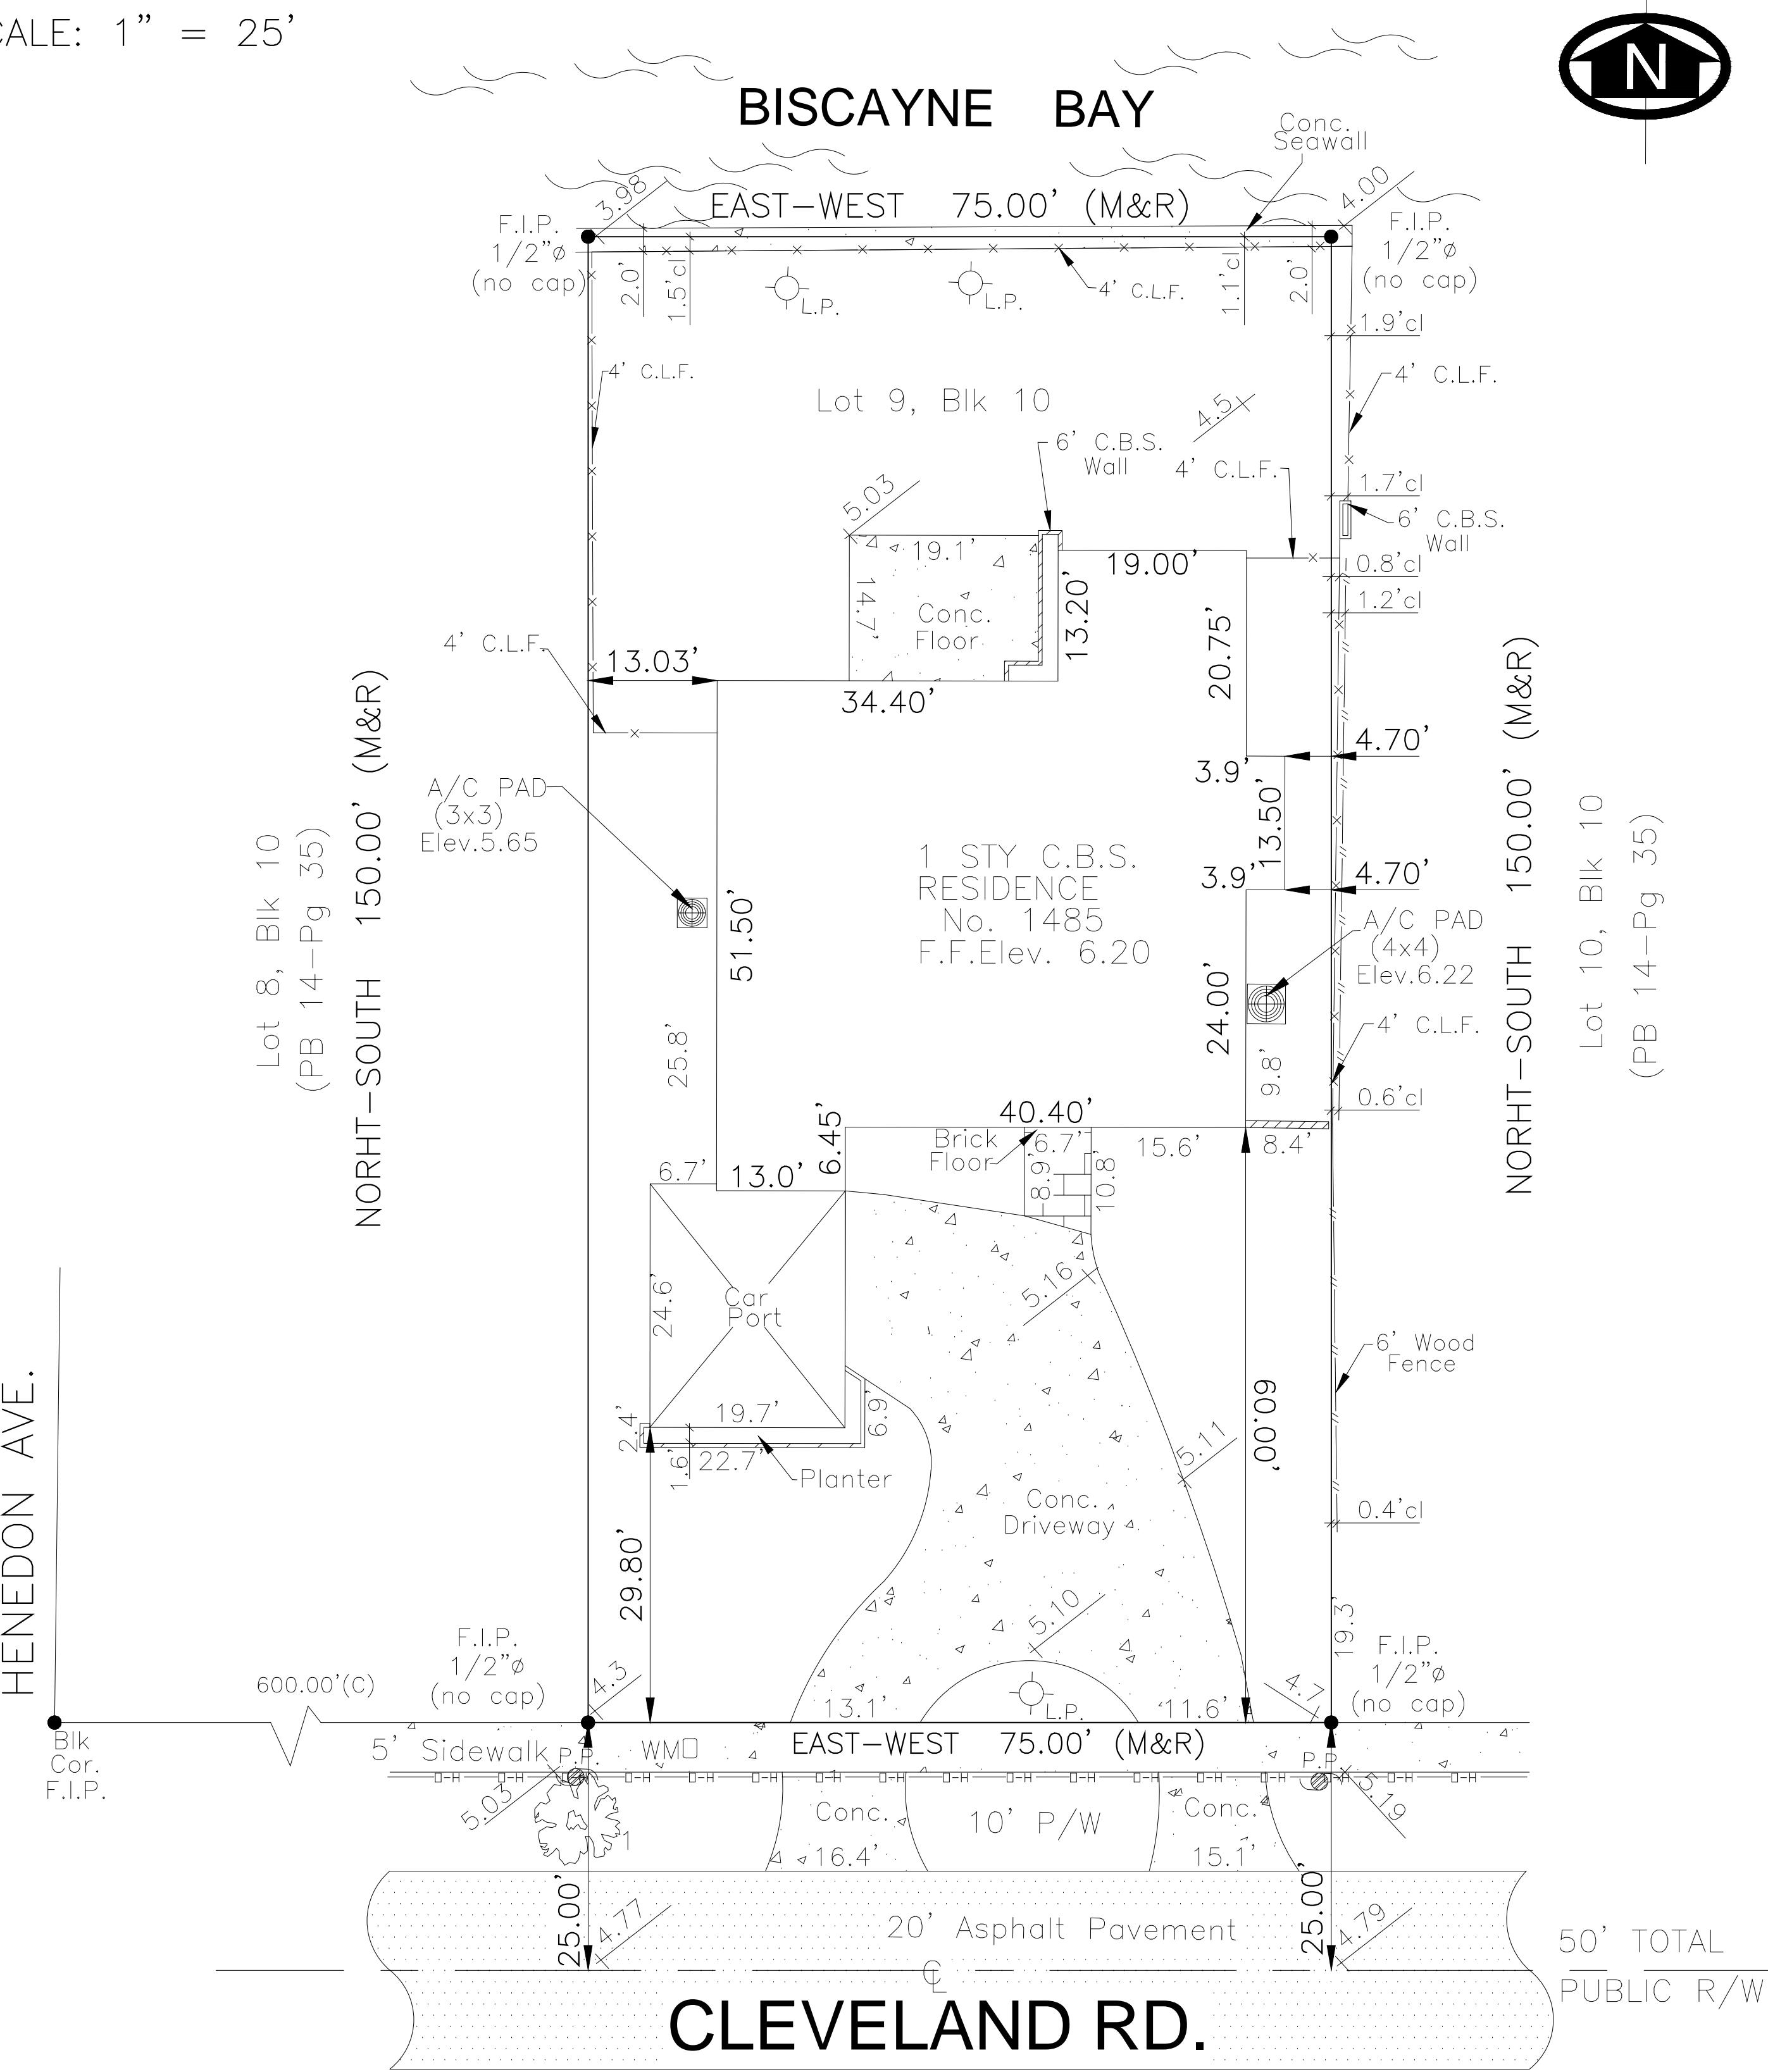 CALE: 1" = 25'
N
BISCAYNE BAY
Conc.
Seawall
3.98
EAST-WEST 75.00' (M&R)
4.00
F.I.P.
1/2"ø
(no cap)
F.I.P.
1/2"ø
(no cap)
2.0'
1.5'cl
L.P.
L.P.
4' C.L.F.
1.1'cl
2.0'
1.9'cl
4' C.L.F.
4' C.L.F.
Lot 9, Blk 10
4.5
6' C.B.S.
Wall
4' C.L.F.
1.7'cl
6' C.B.S.
Wall
5.03
19.1'
14.7'
Conc.
Floor
13.20'
19.00'
0.8'cl
1.2'cl
20.75'
4' C.L.F.
13.03'
34.40'
NORHT-SOUTH 150.00' (M&R)
Lot 8, Blk 10
(PB 14-Pg 35)
A/C PAD
(3x3)
Elev.5.65
51.50'
25.8'
1 STY C.B.S.
RESIDENCE
No. 1485
F.F.Elev. 6.20
3.9'
4.70'
13.50'
3.9'
4.70'
A/C PAD
(4x4)
Elev.6.22
24.00'
9.8'
4' C.L.F.
0.6'cl
NORHT-SOUTH 150.00' (M&R)
Lot 10, Blk 10
(PB 14-Pg 35)
6.45'
40.40'
Brick
Floor
6.7'
15.6'
8.4'
8.9'
10.8'
6.7'
13.0'
24.6'
Car
Port
5.16
6' Wood
Fence
19.7'
6.9'
2.4'
1.6'
22.7'
Planter
5.11
60.00'
Conc.
Driveway
0.4'cl
29.80'
5.10
19.3'
HENEDON AVE.
600.00'(C)
F.I.P.
1/2"ø
(no cap)
4.3
13.1'
L.P.
11.6'
4.7
F.I.P.
1/2"ø
(no cap)
Blk
Cor.
F.I.P.
5' Sidewalk
P.P.
WM
EAST-WEST 75.00' (M&R)
P.P.
5.03
1
Conc.
16.4'
10' P/W
Conc.
15.1'
5.19
25.00'
4.77
20' Asphalt Pavement
25.00'
4.79
50' TOTAL
PUBLIC R/W
CL
CLEVELAND RD.